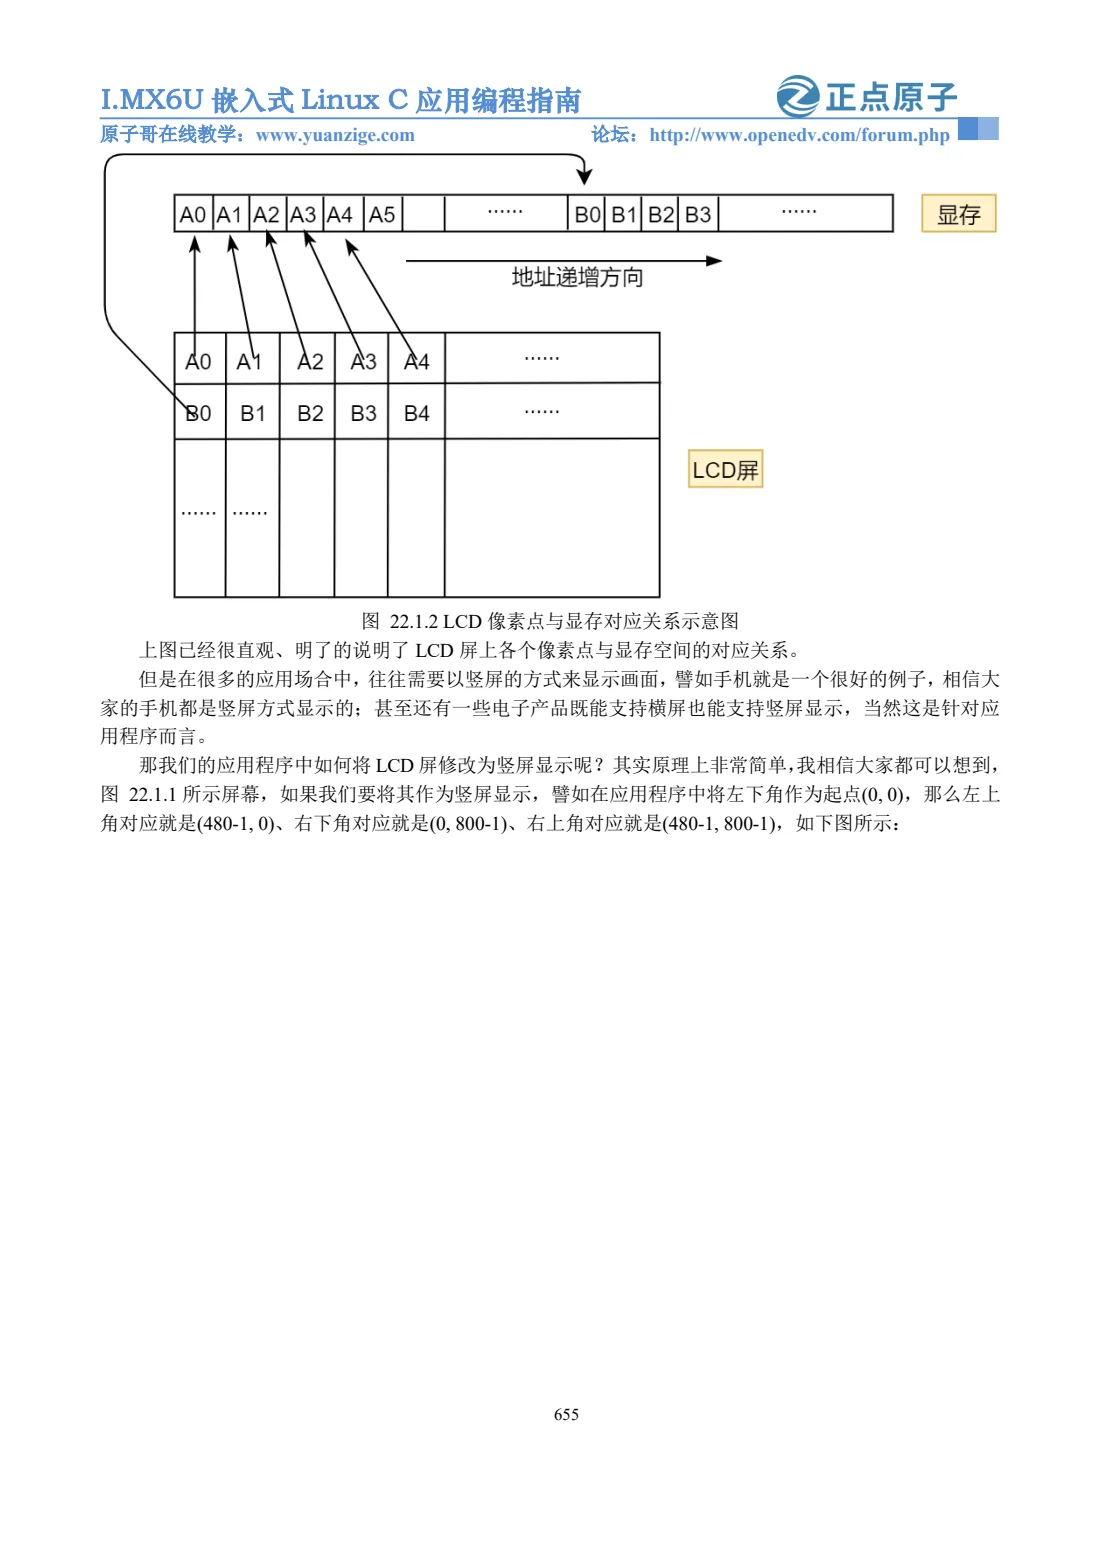 I.MX6U 嵌入式 Linux C 应用编程指南
正点原子
原子哥在线教学：www.yuanzige.com 论坛：http://www.openedv.com/forum.php
A0 A1 A2 A3 A4 A5 ...... B0 B1 B2 B3 ......
显存
地址递增方向
A0 A1 A2 A3 A4 ......
B0 B1 B2 B3 B4 ......
LCD屏
...... ......
图 22.1.2 LCD 像素点与显存对应关系示意图
上图已经很直观、明了的说明了 LCD 屏上各个像素点与显存空间的对应关系。
但是在很多的应用场合中，往往需要以竖屏的方式来显示画面，譬如手机就是一个很好的例子，相信大
家的手机都是竖屏方式显示的；甚至还有一些电子产品既能支持横屏也能支持竖屏显示，当然这是针对应
用程序而言。
那我们的应用程序中如何将 LCD 屏修改为竖屏显示呢？其实原理上非常简单，我相信大家都可以想到，
图 22.1.1 所示屏幕，如果我们要将其作为竖屏显示，譬如在应用程序中将左下角作为起点(0, 0)，那么左上
角对应就是(480-1, 0)、右下角对应就是(0, 800-1)、右上角对应就是(480-1, 800-1)，如下图所示：
655